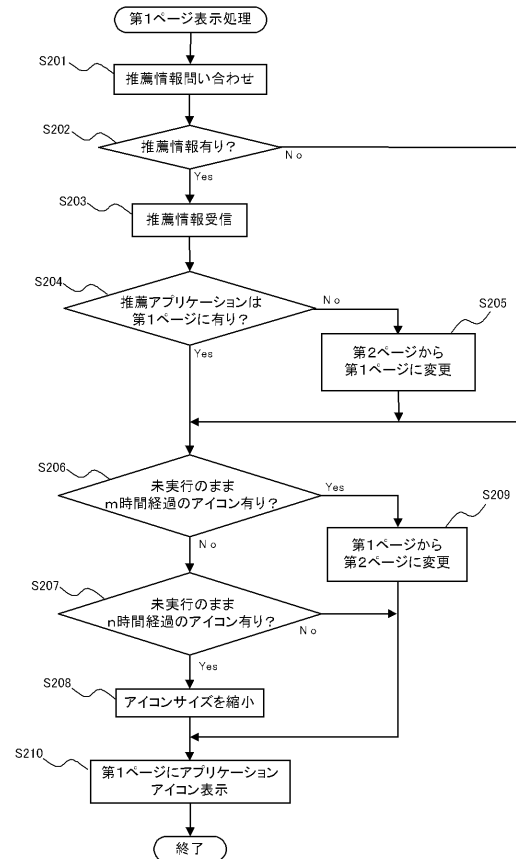 第1ページ表示処理
S201
推薦情報問い合わせ
S202
推薦情報有り?
No
Yes
S203
推薦情報受信
S204
推薦アプリケーションは
第1ページに有り?
No
Yes
S205
第2ページから
第1ページに変更
S206
未実行のまま
m時間経過のアイコン有り?
Yes
No
S209
第1ページから
第2ページに変更
S207
未実行のまま
n時間経過のアイコン有り?
No
Yes
S208
アイコンサイズを縮小
S210
第1ページにアプリケーション
アイコン表示
終了